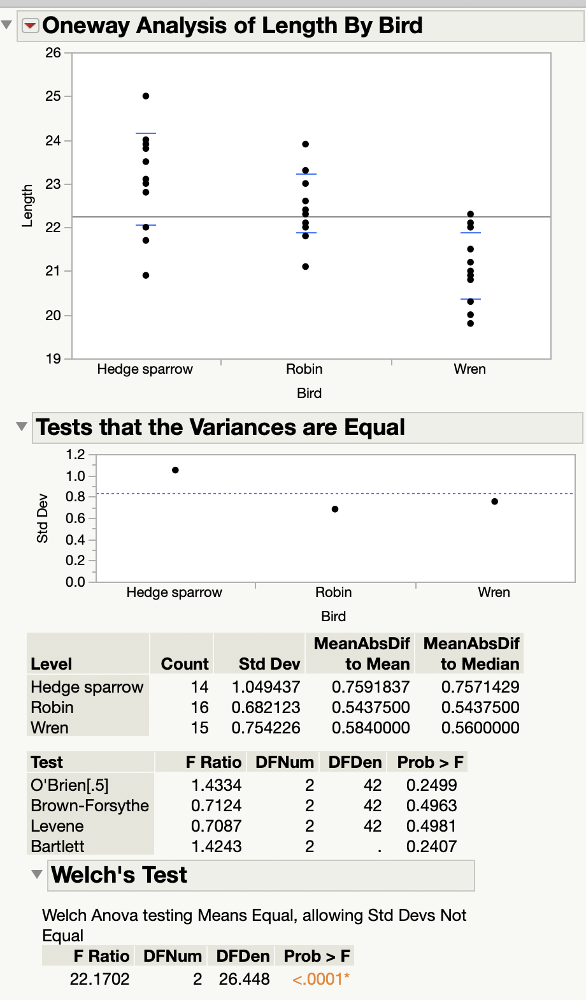 Oneway Analysis of Length By Bird
26
25
24
23
22
21
20
19
Length
Hedge sparrow Robin Wren
Bird
Tests that the Variances are Equal
1.2
1.0
0.8
0.6
0.4
0.2
0.0
Std Dev
Hedge sparrow Robin Wren
Bird
MeanAbsDif MeanAbsDif
Level Count Std Dev to Mean to Median
Hedge sparrow 14 1.049437 0.7591837 0.7571429
Robin 16 0.682123 0.5437500 0.5437500
Wren 15 0.754226 0.5840000 0.5600000
Test F Ratio DFNum DFDen Prob > F
O'Brien[.5] 1.4334 2 42 0.2499
Brown-Forsythe 0.7124 2 42 0.4963
Levene 0.7087 2 42 0.4981
Bartlett 1.4243 2 . 0.2407
Welch's Test
Welch Anova testing Means Equal, allowing Std Devs Not
Equal
F Ratio DFNum DFDen Prob > F
22.1702 2 26.448 <.0001*